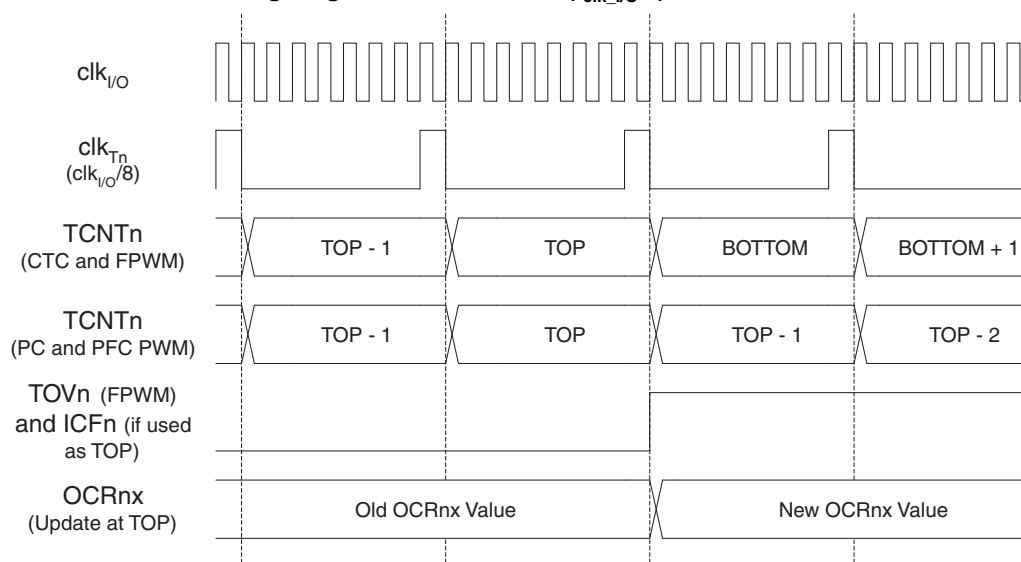 clkI/O
clkTn
(clkI/O/8)
TCNTn
(CTC and FPWM)
TOP - 1
TOP
BOTTOM
BOTTOM + 1
TCNTn
(PC and PFC PWM)
TOP - 1
TOP
TOP - 1
TOP - 2
TOVn (FPWM)
and ICFn (if used
as TOP)
OCRnx
(Update at TOP)
Old OCRnx Value
New OCRnx Value